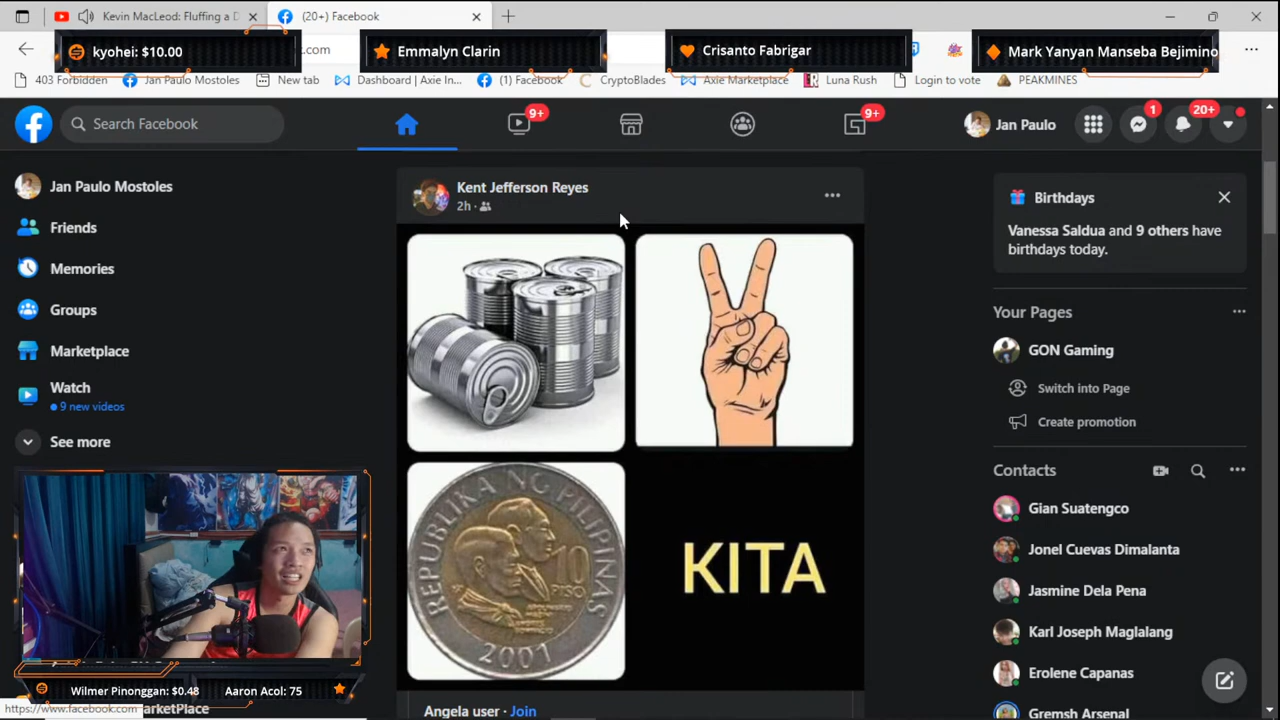 Kevin MacLeod: Fluffing a D
(20+) Facebook
kyohei: $10.00
Emmalyn Clarin
Crisanto Fabrigar
Mark Yanyan Manseba Bejimino
.com
403 Forbidden
Jan Paulo Mostoles
New tab
Dashboard | Axie In...
(1) Facebook
CryptoBlades
Axie Marketplace
Luna Rush
Login to vote
PEAKMINES
Search Facebook
9+
9+
Jan Paulo
1
20+
Jan Paulo Mostoles
Friends
Memories
Groups
Marketplace
Watch
9 new videos
See more
Kent Jefferson Reyes
2h
REPUBLIKA NG PILIPINAS
10
PISO
2001
KITA
Angela user · Join
Birthdays
Vanessa Saldua and 9 others have
birthdays today.
Your Pages
GON Gaming
Switch into Page
Create promotion
Contacts
Gian Suatengco
Jonel Cuevas Dimalanta
Jasmine Dela Pena
Karl Joseph Maglalang
Erolene Capanas
Gremsh Arsenal
Wilmer Pinonggan: $0.48
Aaron Acol: 75
https://www.facebook.com
arketPlace